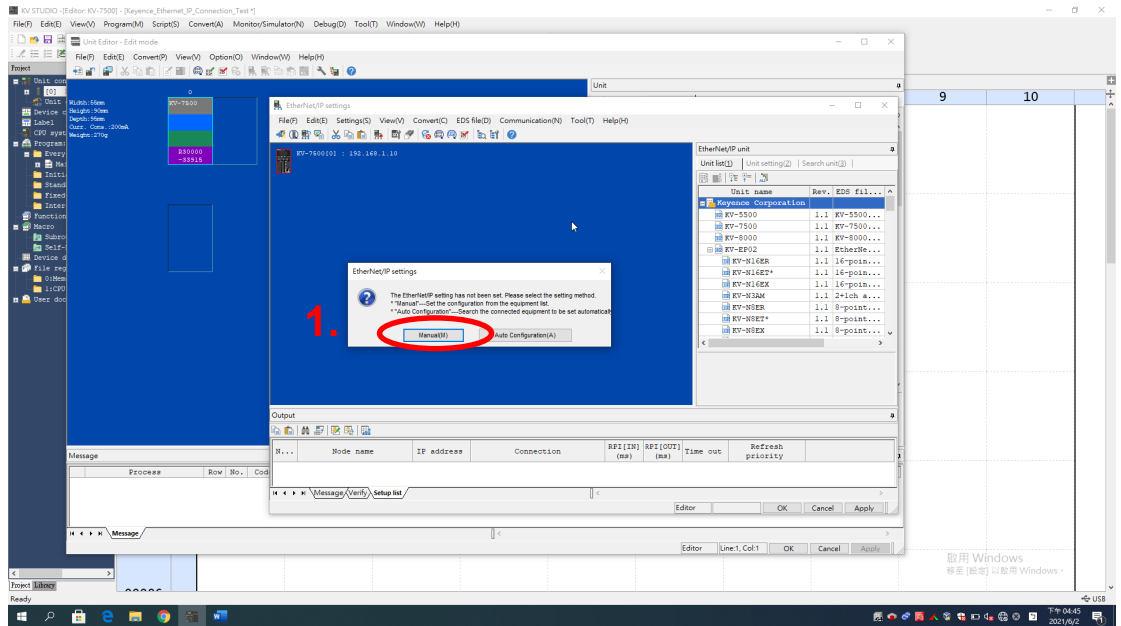 KV STUDIO -[Editor: KV-7500] - [Keyence_Ethernet_IP_Connection_Test *]
File(F) Edit(E) View(V) Program(M) Script(S) Convert(A) Monitor/Simulator(N) Debug(D) Tool(T) Window(W) Help(H)
Unit Editor - Edit mode
File(F) Edit(E) Convert(P) View(V) Option(O) Window(W) Help(H)
Project
Unit con
[0]
Unit
Device c
Label
CPU syst
Program:
Every
Ma
Initi
Stand
Fixed
Inter
Function
Macro
Subro
Self-
Device d
File reg
0:Mem
1:CPU
User doc
Width:55mm
Height:90mm
Depth:95mm
Curr. Cons. :200mA
Weight:270g
0
KV-7500
R30000
-33915
Unit
9
10
EtherNet/IP settings
File(F) Edit(E) Settings(S) View(V) Convert(C) EDS file(D) Communication(N) Tool(T) Help(H)
KV-7500[0] : 192.168.1.10
EtherNet/IP unit
Unit list(1) Unit setting(2) Search unit(3)
Unit name Rev. EDS fil...
Keyence Corporation
KV-5500 1.1 KV-5500...
KV-7500 1.1 KV-7500...
KV-8000 1.1 KV-8000...
KV-EP02 1.1 EtherNe...
KV-N16ER 1.1 16-poin...
KV-N16ET* 1.1 16-poin...
KV-N16EX 1.1 16-poin...
KV-N3AM 1.1 2+1ch a...
KV-N8ER 1.1 8-point...
KV-N8ET* 1.1 8-point...
KV-N8EX 1.1 8-point...
EtherNet/IP settings
The EtherNet/IP setting has not been set. Please select the setting method.
* "Manual"---Set the configuration from the equipment list.
* "Auto Configuration"---Search the connected equipment to be set automatically
1.
Manual(M) Auto Configuration(A)
Output
N... Node name IP address Connection RPI[IN] (ms) RPI[OUT] (ms) Time out Refresh priority
Message Verify Setup list
Editor OK Cancel Apply
Message
Process Row No. Cod
Message
Editor Line:1, Col:1 OK Cancel Apply
啟用 Windows
移至 [設定] 以啟用 Windows。
Project Library
Ready
USB
下午 04:45
2021/6/2